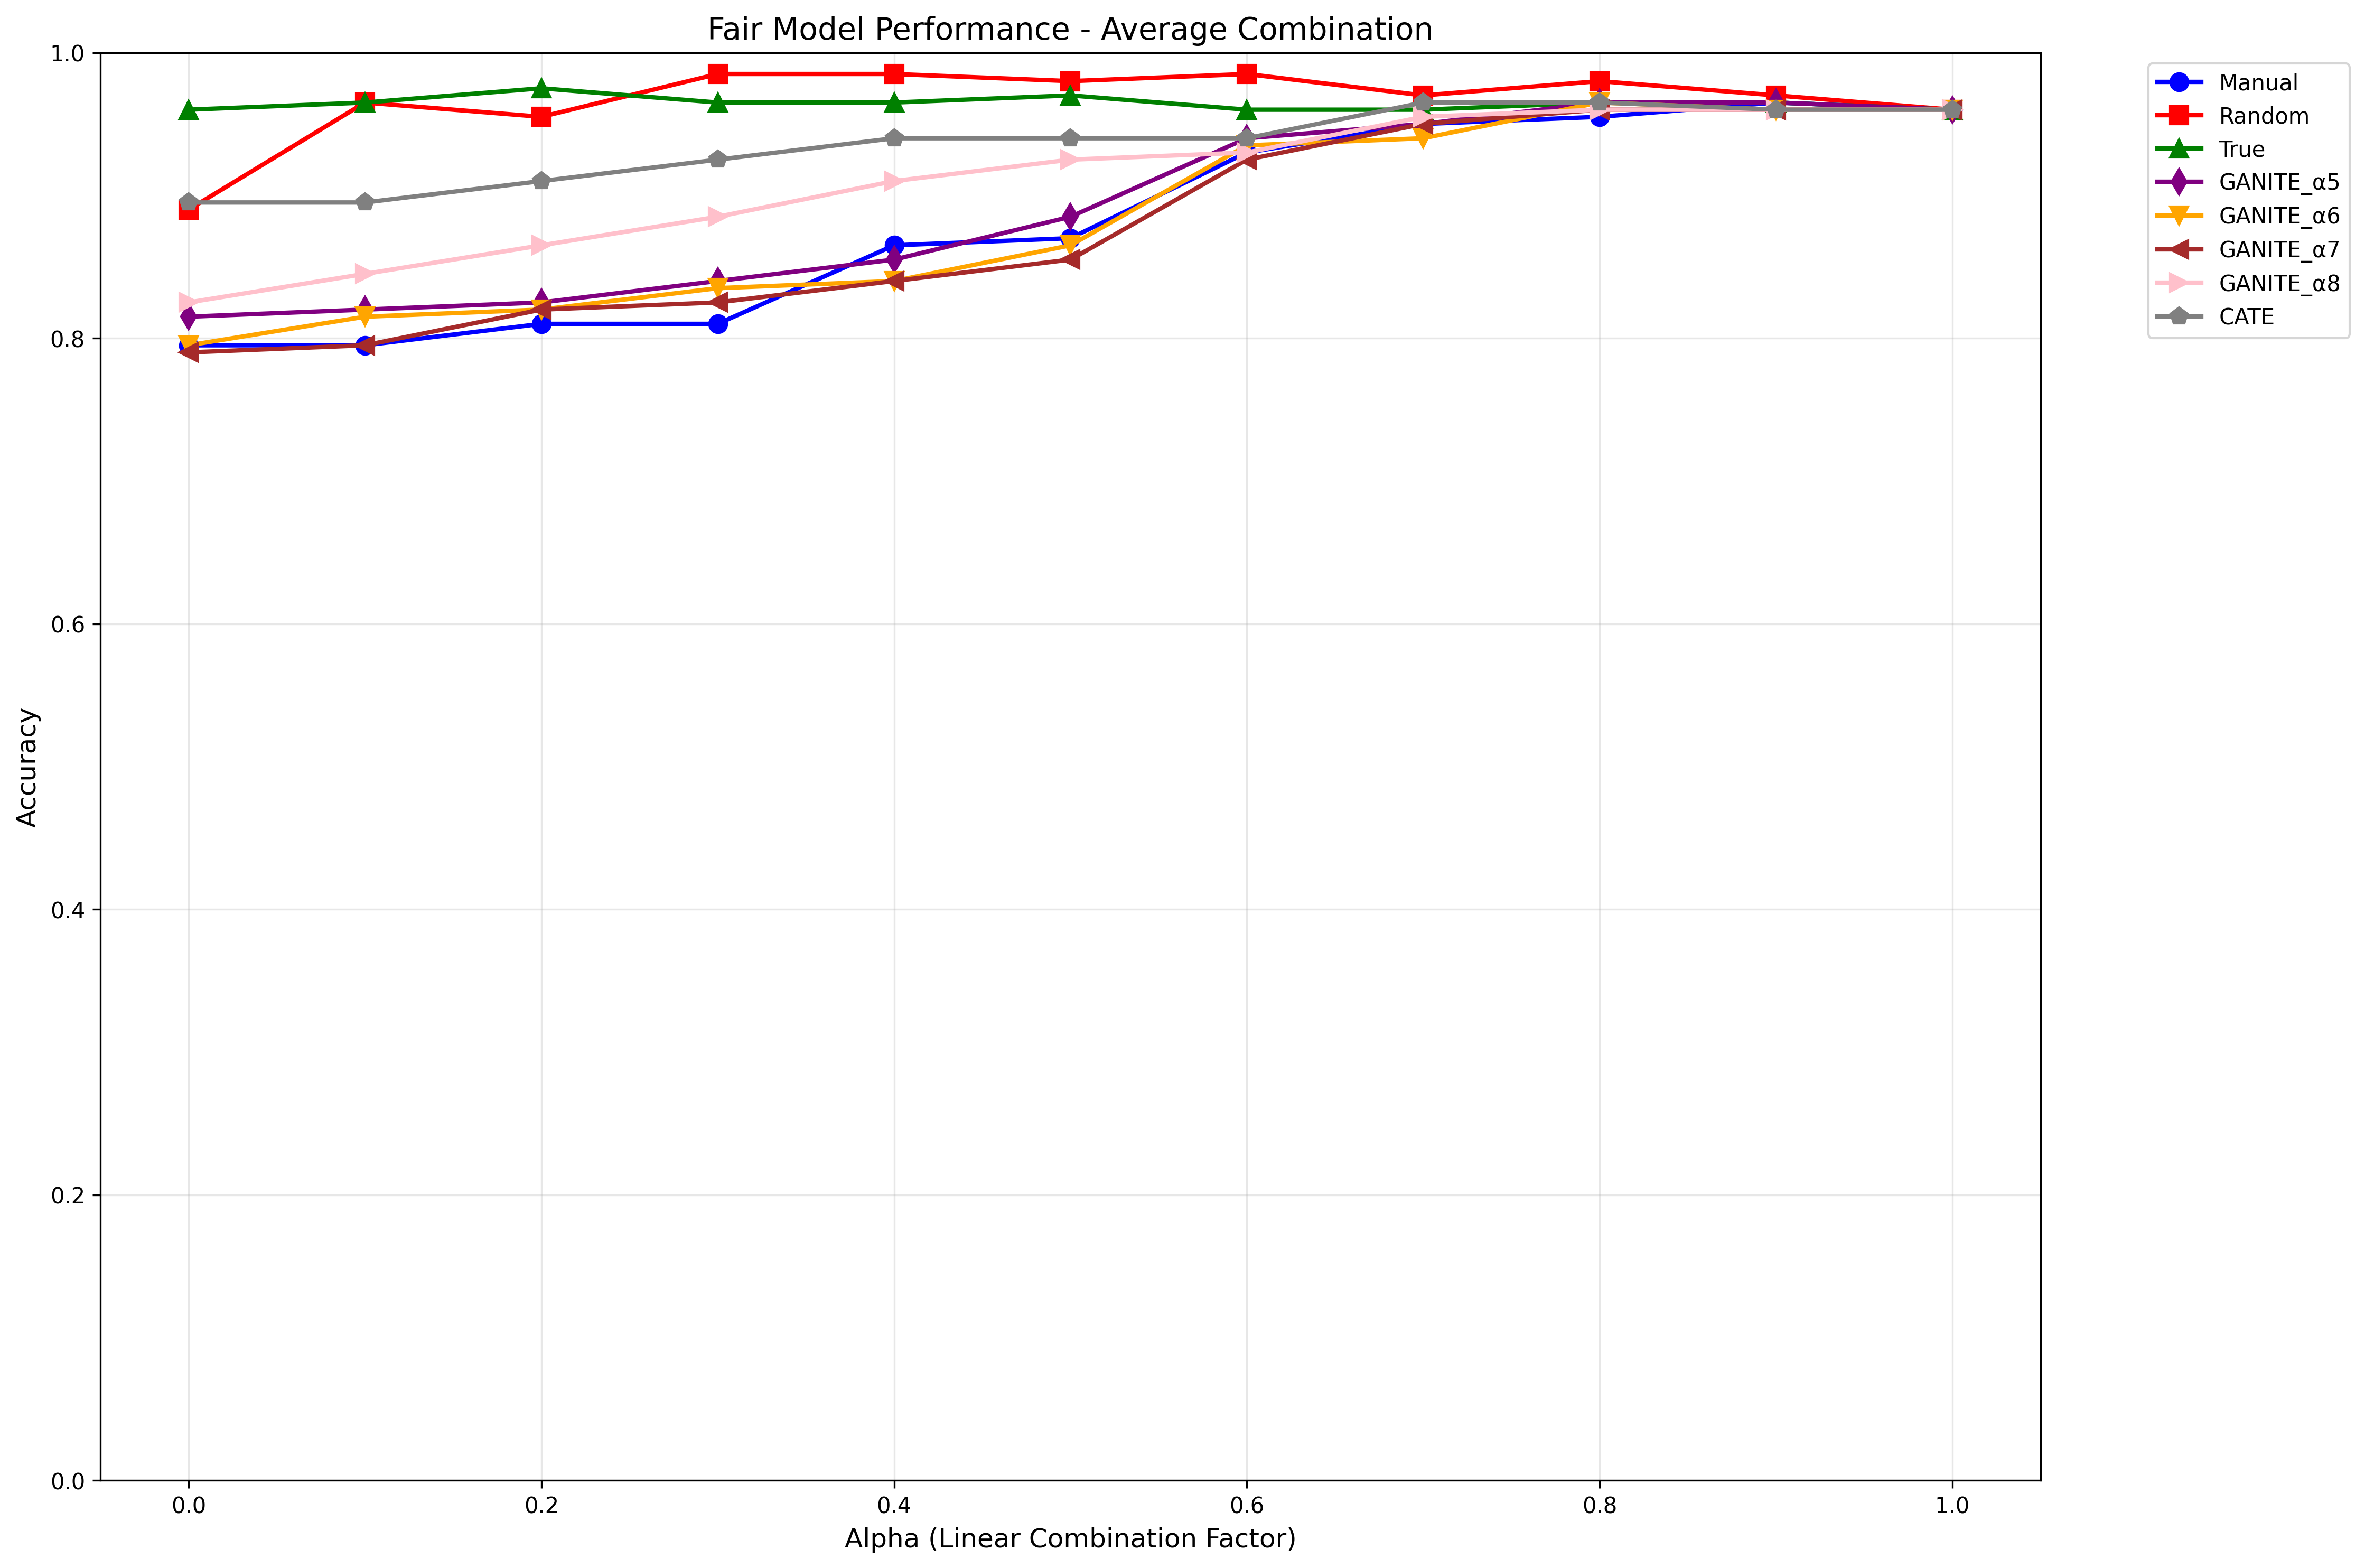 Fair Model Performance - Average Combination
1.0
0.8
0.6
0.4
0.2
0.0
Accuracy
0.0
0.2
0.4
0.6
0.8
1.0
Alpha (Linear Combination Factor)
Manual
Random
True
GANITE_α5
GANITE_α6
GANITE_α7
GANITE_α8
CATE